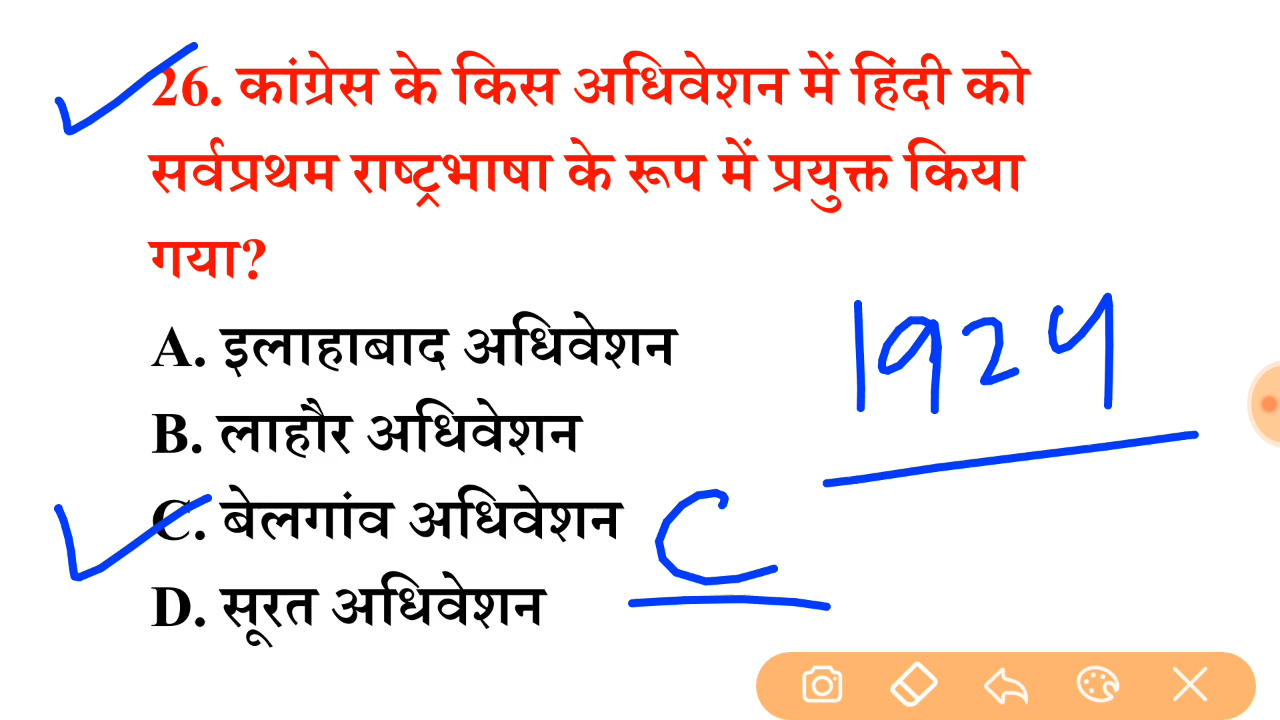 26. कांग्रेस के किस अधिवेशन में हिंदी को
सर्वप्रथम राष्ट्रभाषा के रूप में प्रयुक्त किया
गया?
A. इलाहाबाद अधिवेशन
1924
B. लाहौर अधिवेशन
C. बेलगांव अधिवेशन
C
D. सूरत अधिवेशन